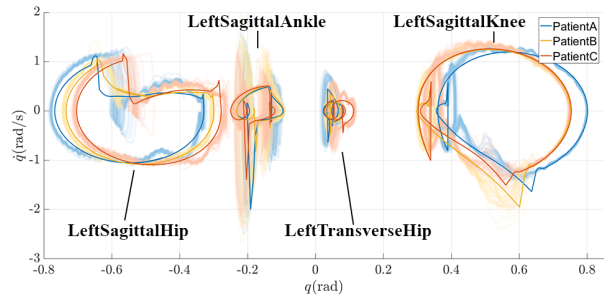 LeftSagittalAnkle
LeftSagittalKnee
PatientA
PatientB
PatientC
2
1
0
-1
-2
-3
q̇(rad/s)
LeftSagittalHip
LeftTransverseHip
-0.8 -0.6 -0.4 -0.2 0 0.2 0.4 0.6 0.8
q(rad)